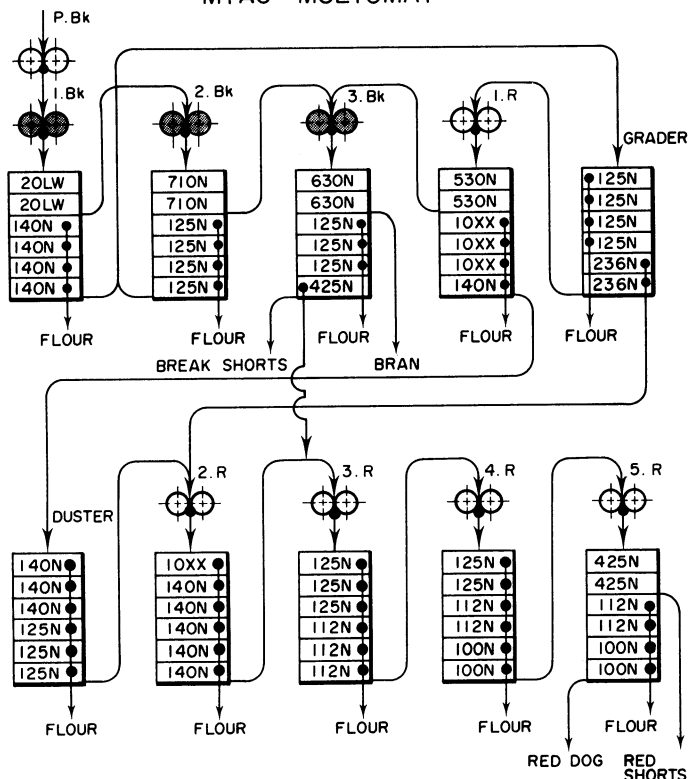 MIAG MULTOMAT
P. Bk
1. Bk
2. Bk
3. Bk
1. R
GRADER
20LW
20LW
140N
140N
140N
140N
FLOUR
710N
710N
125N
125N
125N
125N
FLOUR
630N
630N
125N
125N
125N
425N
BREAK SHORTS
FLOUR
BRAN
530N
530N
10XX
10XX
10XX
140N
FLOUR
125N
125N
125N
125N
236N
236N
FLOUR
DUSTER
2. R
3. R
4. R
5. R
140N
140N
140N
125N
125N
125N
FLOUR
10XX
140N
140N
140N
140N
140N
FLOUR
125N
125N
125N
112N
112N
112N
FLOUR
125N
125N
112N
112N
100N
100N
FLOUR
425N
425N
112N
112N
100N
100N
FLOUR
RED DOG
RED
SHORTS